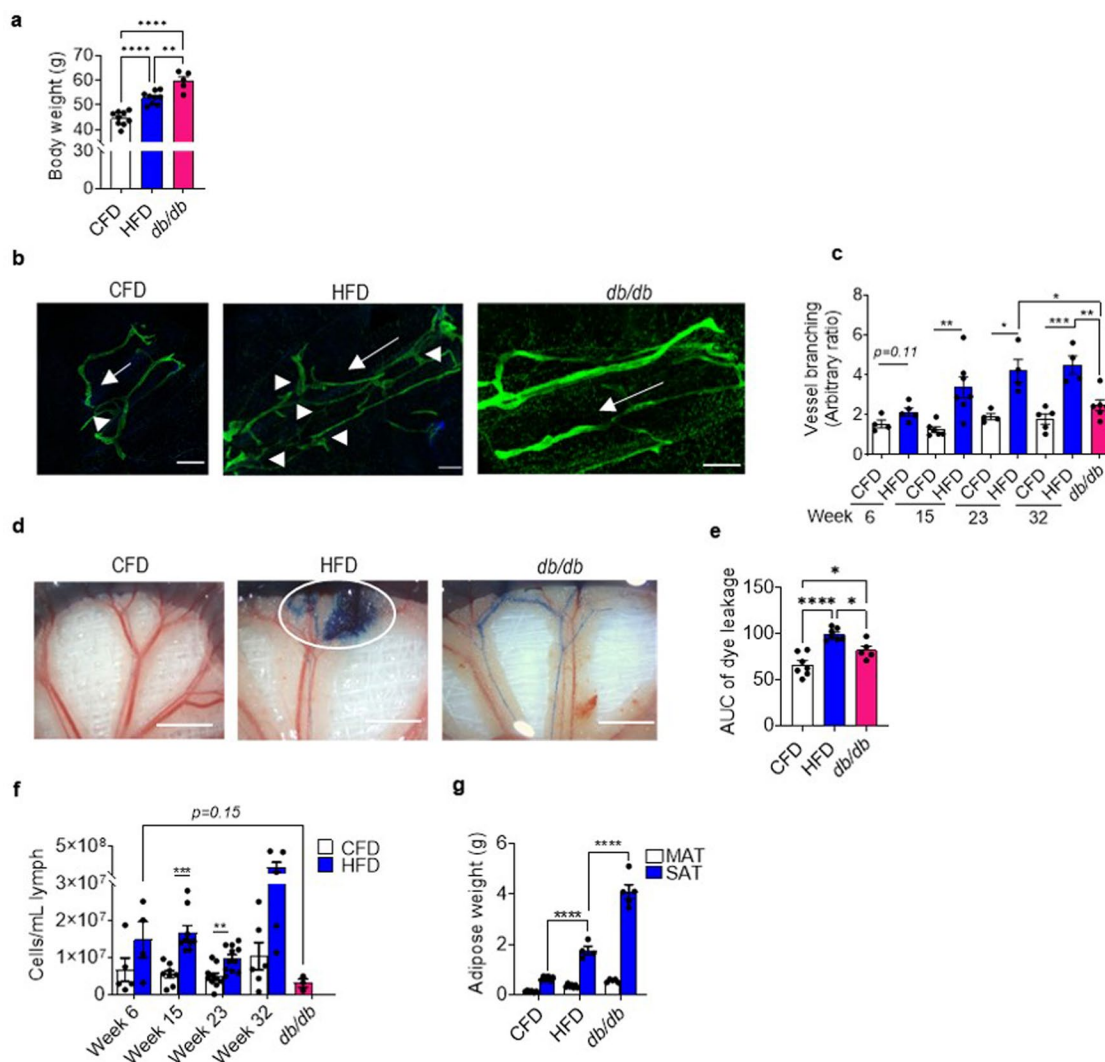 a
****
**** **
Body weight (g)
60
50
40
30
0
CFD HFD db/db
b
CFD HFD db/db
c
Vessel branching
(Arbitrary ratio)
8
6
4
2
0
p=0.11
** * *** **
*
CFD HFD CFD HFD CFD HFD CFD HFD db/db
Week 6 15 23 32
d
CFD HFD db/db
e
AUC of dye leakage
150
100
50
0
*
**** *
CFD HFD db/db
f
p=0.15
Cells/mL lymph
5×10⁸
3×10⁷
2×10⁷
1×10⁷
0
*** **
CFD
HFD
Week 6 Week 15 Week 23 Week 32 db/db
g
Adipose weight (g)
6
4
2
0
****
****
MAT
SAT
CFD HFD db/db